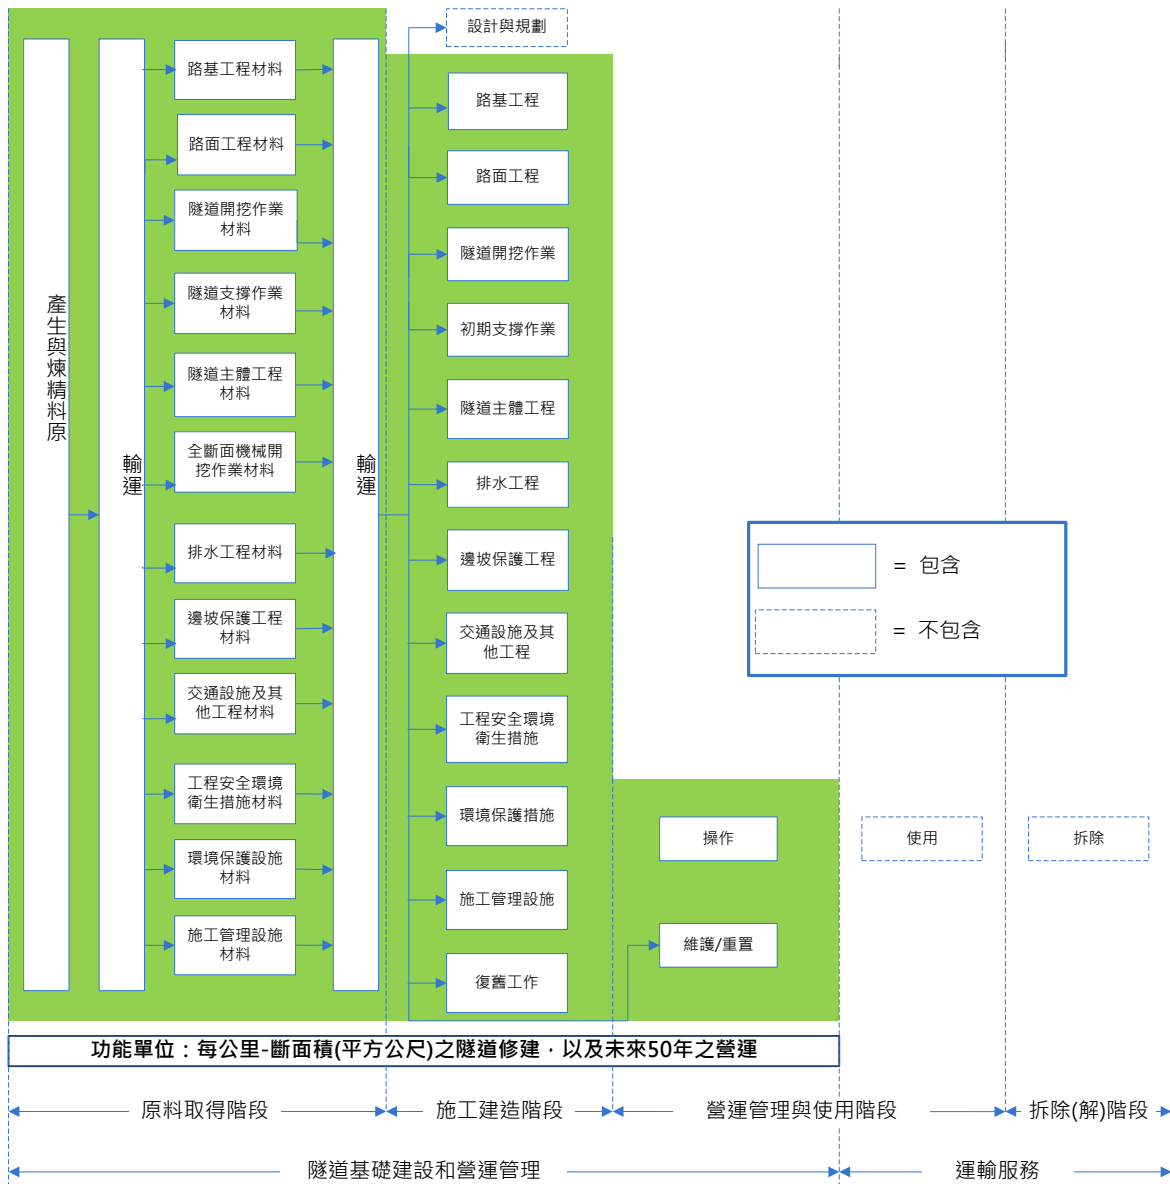 設計與規劃
產生與煉精料原
輸運
路基工程材料
路面工程材料
隧道開挖作業
材料
隧道支撐作業
材料
隧道主體工程
材料
全斷面機械開
挖作業材料
排水工程材料
邊坡保護工程
材料
交通設施及其
他工程材料
工程安全環境
衛生措施材料
環境保護設施
材料
施工管理設施
材料
輸運
路基工程
路面工程
隧道開挖作業
初期支撐作業
隧道主體工程
排水工程
邊坡保護工程
交通設施及其
他工程
工程安全環境
衛生措施
環境保護措施
施工管理設施
復舊工作
操作
維護/重置
使用
拆除
= 包含
= 不包含
功能單位：每公里-斷面積(平方公尺)之隧道修建，以及未來50年之營運
原料取得階段
施工建造階段
營運管理與使用階段
拆除(解)階段
隧道基礎建設和營運管理
運輸服務